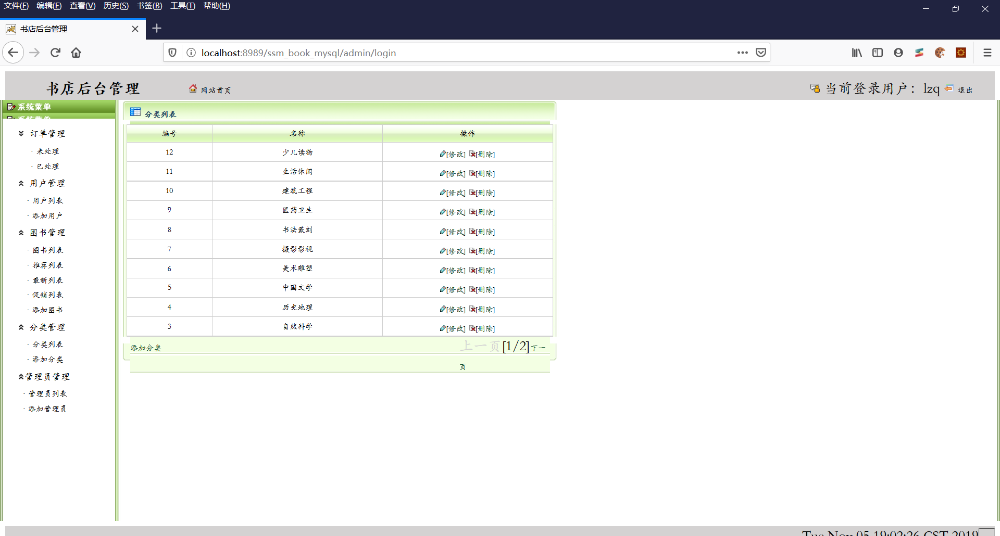 文件(F) 编辑(E) 查看(V) 历史(S) 书签(B) 工具(T) 帮助(H)
书店后台管理
localhost:8989/ssm_book_mysql/admin/login
书店后台管理 网站首页 当前登录用户：lzq 退出
系统菜单
系统菜单
订单管理
· 未处理
· 已处理
用户管理
· 用户列表
· 添加用户
图书管理
· 图书列表
· 推荐列表
· 最新列表
· 促销列表
· 添加图书
分类管理
· 分类列表
· 添加分类
管理员管理
· 管理员列表
· 添加管理员
分类列表
编号 名称 操作
12 少儿读物 [修改] [删除]
11 生活休闲 [修改] [删除]
10 建筑工程 [修改] [删除]
9 医药卫生 [修改] [删除]
8 书法篆刻 [修改] [删除]
7 摄影影视 [修改] [删除]
6 美术雕塑 [修改] [删除]
5 中国文学 [修改] [删除]
4 历史地理 [修改] [删除]
3 自然科学 [修改] [删除]
添加分类 上一页[1/2]下一
页
Tue Nov 05 19:02:26 CST 2019